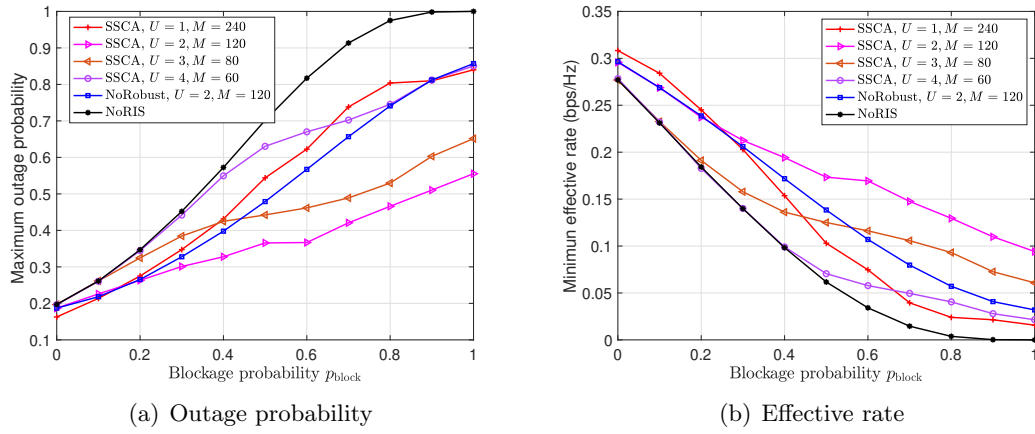 1
0.9
0.8
0.7
0.6
0.5
0.4
0.3
0.2
0.1
Maximum outage probability
SSCA, U = 1, M = 240
SSCA, U = 2, M = 120
SSCA, U = 3, M = 80
SSCA, U = 4, M = 60
NoRobust, U = 2, M = 120
NoRIS
0 0.2 0.4 0.6 0.8 1
Blockage probability p_block
(a) Outage probability
0.35
0.3
0.25
0.2
0.15
0.1
0.05
0
Minimun effective rate (bps/Hz)
SSCA, U = 1, M = 240
SSCA, U = 2, M = 120
SSCA, U = 3, M = 80
SSCA, U = 4, M = 60
NoRobust, U = 2, M = 120
NoRIS
0 0.2 0.4 0.6 0.8 1
Blockage probability p_block
(b) Effective rate